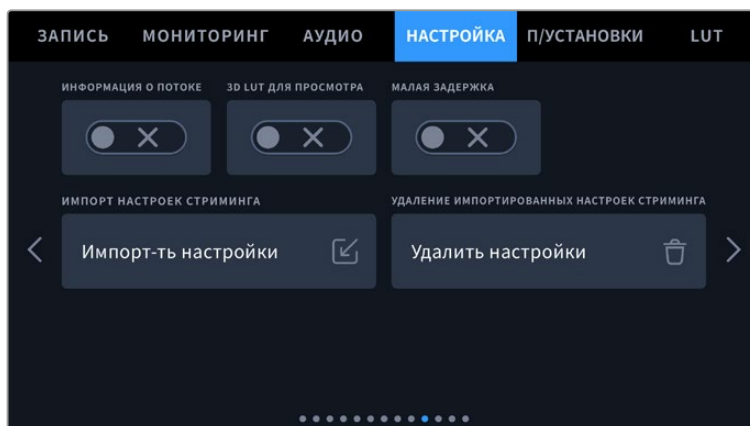 ЗАПИСЬ МОНИТОРИНГ АУДИО НАСТРОЙКА П/УСТАНОВКИ LUT
ИНФОРМАЦИЯ О ПОТОКЕ 3D LUT ДЛЯ ПРОСМОТРА МАЛАЯ ЗАДЕРЖКА
ИМПОРТ НАСТРОЕК СТРИМИНГА УДАЛЕНИЕ ИМПОРТИРОВАННЫХ НАСТРОЕК СТРИМИНГА
Импорт-ть настройки Удалить настройки